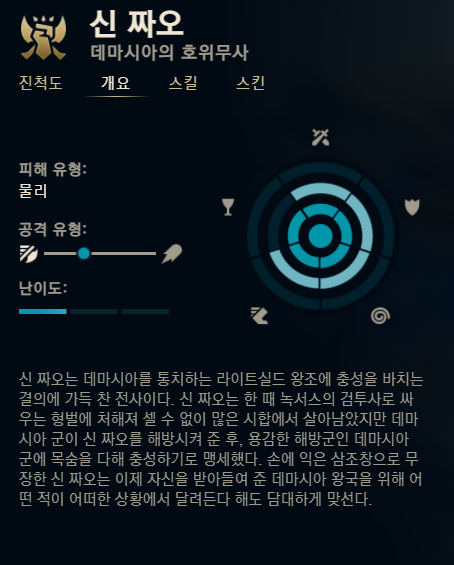 신 짜오
데마시아의 호위무사
진척도 개요 스킬 스킨
피해 유형:
물리
공격 유형:
난이도:
신 짜오는 데마시아를 통치하는 라이트실드 왕조에 충성을 바치는
결의에 가득 찬 전사이다. 신 짜오는 한 때 녹서스의 검투사로 싸
우는 형벌에 처해져 셀 수 없이 많은 시합에서 살아남았지만 데마
시아 군이 신 짜오를 해방시켜 준 후, 용감한 해방군인 데마시아
군에 목숨을 다해 충성하기로 맹세했다. 손에 익은 삼조창으로 무
장한 신 짜오는 이제 자신을 받아들여 준 데마시아 왕국을 위해 어
떤 적이 어떠한 상황에서 달려든다 해도 담대하게 맞선다.